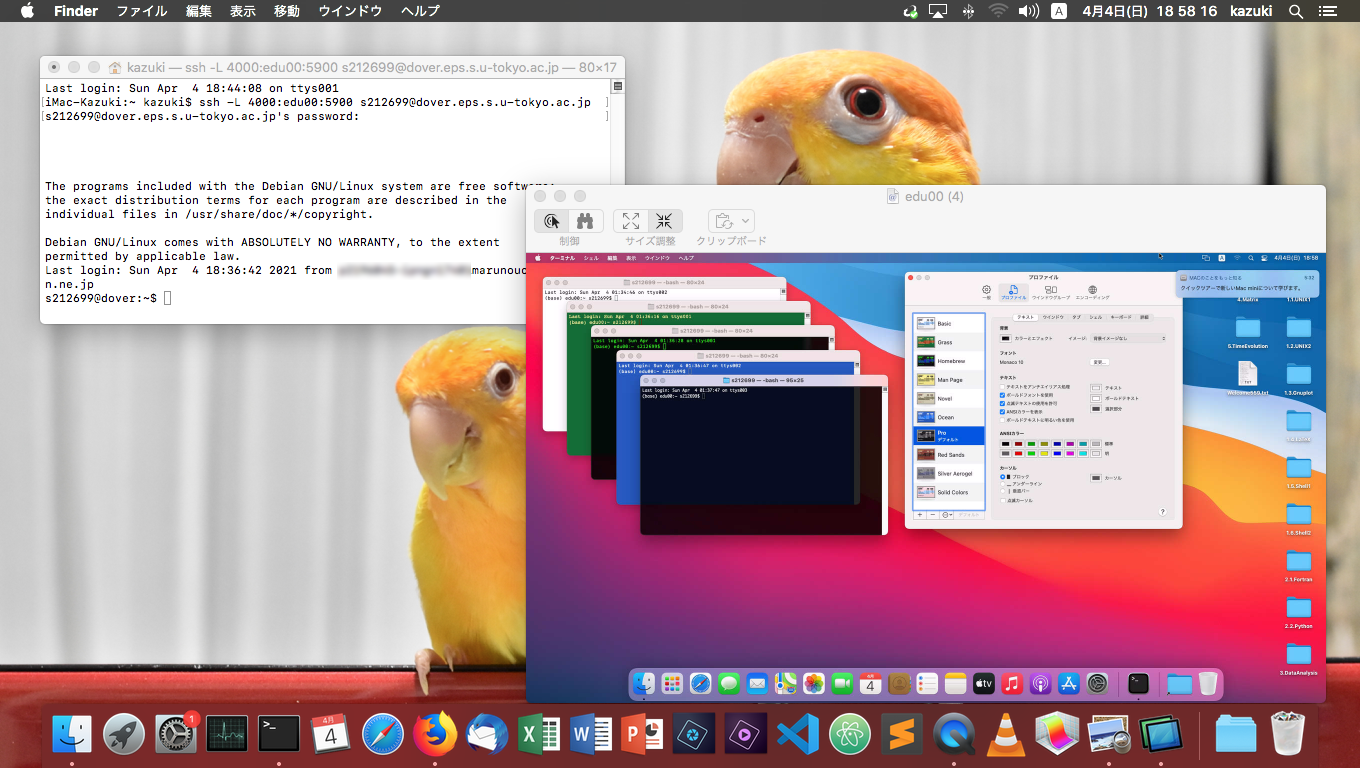 Finder ファイル 編集 表示 移動 ウインドウ ヘルプ
A 4月4日(日) 18 58 16 kazuki
kazuki — ssh -L 4000:edu00:5900 s212699@dover.eps.s.u-tokyo.ac.jp — 80×17
Last login: Sun Apr  4 18:44:08 on ttys001
[iMac-Kazuki:~ kazuki$ ssh -L 4000:edu00:5900 s212699@dover.eps.s.u-tokyo.ac.jp ]
[s212699@dover.eps.s.u-tokyo.ac.jp's password: ]
The programs included with the Debian GNU/Linux system are free software;
the exact distribution terms for each program are described in the
individual files in /usr/share/doc/*/copyright.
Debian GNU/Linux comes with ABSOLUTELY NO WARRANTY, to the extent
permitted by applicable law.
Last login: Sun Apr  4 18:36:42 2021 from marunouc
n.ne.jp
s212699@dover:~$
edu00 (4)
制御 サイズ調整 クリップボード
ターミナル シェル 編集 表示 ウインドウ ヘルプ
A 4月4日(日) 18:58
MACのことをもっと知る
クイックツアーで新しいMac miniについて学びます。
s212699 — -bash — 80×24
Last login: Sun Apr  4 01:34:46 on ttys002
(base) edu00:~ s212699$
s212699 — -bash — 80×24
Last login: Sun Apr  4 01:36:16 on ttys001
(base) edu00:~ s212699$
s212699 — -bash — 80×24
Last login: Sun Apr  4 01:36:28 on ttys001
(base) edu00:~ s212699$
s212699 — -bash — 80×24
Last login: Sun Apr  4 01:36:47 on ttys002
(base) edu00:~ s212699$
s212699 — -bash — 95×25
Last login: Sun Apr  4 01:37:47 on ttys003
(base) edu00:~ s212699$
プロファイル
一般 プロファイル ウインドウグループ エンコーディング
Basic
Grass
Homebrew
Man Page
Novel
Ocean
Pro
デフォルト
Red Sands
Silver Aerogel
Solid Colors
デフォルト
テキスト ウインドウ タブ シェル キーボード 詳細
背景
カラーとエフェクト イメージ: 背景イメージなし
フォント
Monaco 10 変更...
テキスト
テキストをアンチエイリアス処理
ボールドフォントを使用
点滅テキストの使用を許可
ANSIカラーを表示
ボールドテキストに明るい色を使用
テキスト
ボールドテキスト
選択部分
ANSIカラー
標準
明
カーソル
ブロック
アンダーライン
垂直バー
点滅カーソル
カーソル
?
4.Matrix 1.1.UNIX1
5.TimeEvolution 1.2.UNIX2
TXT
1.3.Gnuplot
1.5.Shell1
1.6.Shell2
2.1.Fortran
2.2.Python
3.DataAnalysis
4月
4
tv
1
4月
4
X
W
P